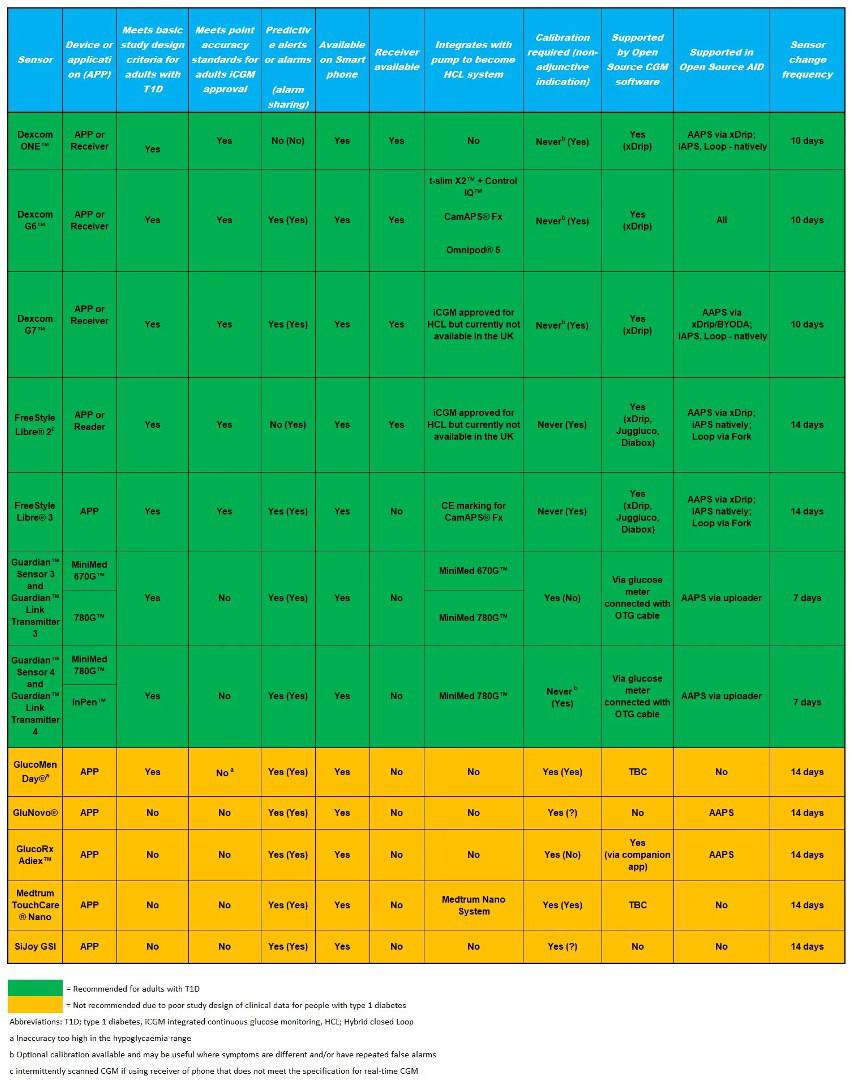 Sensor
Device or
applicati
on (APP)
Meets basic
study design
criteria for
adults with
T1D
Meets point
accuracy
standards for
adults iCGM
approval
Predictiv
e alerts
or alarms
(alarm
sharing)
Available
on Smart
phone
Receiver
available
Integrates with
pump to become
HCL system
Calibration
required (non-
adjunctive
indication)
Supported
by Open
Source CGM
software
Supported in
Open Source AID
Sensor
change
frequency
Dexcom
ONE™
APP or
Receiver
Yes
Yes
No (No)
Yes
Yes
No
Neverᵇ (Yes)
Yes
(xDrip)
AAPS via xDrip;
iAPS, Loop - natively
10 days
Dexcom
G6™
APP or
Receiver
Yes
Yes
Yes (Yes)
Yes
Yes
t-slim X2™ + Control
IQ™
CamAPS® Fx
Omnipod® 5
Neverᵇ (Yes)
Yes
(xDrip)
All
10 days
Dexcom
G7™
APP or
Receiver
Yes
Yes
Yes (Yes)
Yes
Yes
iCGM approved for
HCL but currently not
available in the UK
Neverᵇ (Yes)
Yes
(xDrip)
AAPS via
xDrip/BYODA;
iAPS, Loop - natively
10 days
FreeStyle
Libre® 2ᶜ
APP or
Reader
Yes
Yes
No (Yes)
Yes
Yes
iCGM approved for
HCL but currently not
available in the UK
Never (Yes)
Yes
(xDrip,
Juggluco,
Diabox)
AAPS via xDrip;
iAPS natively;
Loop via Fork
14 days
FreeStyle
Libre® 3
APP
Yes
Yes
Yes (Yes)
Yes
No
CE marking for
CamAPS® Fx
Never (Yes)
Yes
(xDrip,
Juggluco,
Diabox)
AAPS via xDrip;
iAPS natively;
Loop via Fork
14 days
Guardian™
Sensor 3
and
Guardian™
Link
Transmitter
3
MiniMed
670G™
780G™
Yes
No
Yes (Yes)
Yes
No
MiniMed 670G™
MiniMed 780G™
Yes (No)
Via glucose
meter
connected with
OTG cable
AAPS via uploader
7 days
Guardian™
Sensor 4
and
Guardian™
Link
Transmitter
4
MiniMed
780G™
InPen™
Yes
No
Yes (Yes)
Yes
No
MiniMed 780G™
Never ᵇ
(Yes)
Via glucose
meter
connected with
OTG cable
AAPS via uploader
7 days
GlucoMen
Day®ᵃ
APP
Yes
No ᵃ
Yes (Yes)
Yes
No
No
Yes (Yes)
TBC
No
14 days
GluNovo®
APP
No
No
Yes (Yes)
Yes
No
No
Yes (?)
No
AAPS
14 days
GlucoRx
Adiex™
APP
No
No
Yes (Yes)
Yes
No
No
Yes (No)
Yes
(via companion
app)
AAPS
14 days
Medtrum
TouchCare
® Nano
APP
No
No
Yes (Yes)
Yes
No
Medtrum Nano
System
Yes (Yes)
TBC
No
14 days
SiJoy GSI
APP
No
No
Yes (Yes)
Yes
No
No
Yes (?)
No
No
14 days
= Recommended for adults with T1D
= Not recommended due to poor study design of clinical data for people with type 1 diabetes
Abbreviations: T1D; type 1 diabetes, iCGM integrated continuous glucose monitoring, HCL; Hybrid closed Loop
a Inaccuracy too high in the hypoglycaemia range
b Optional calibration available and may be useful where symptoms are different and/or have repeated false alarms
c intermittently scanned CGM if using receiver of phone that does not meet the specification for real-time CGM